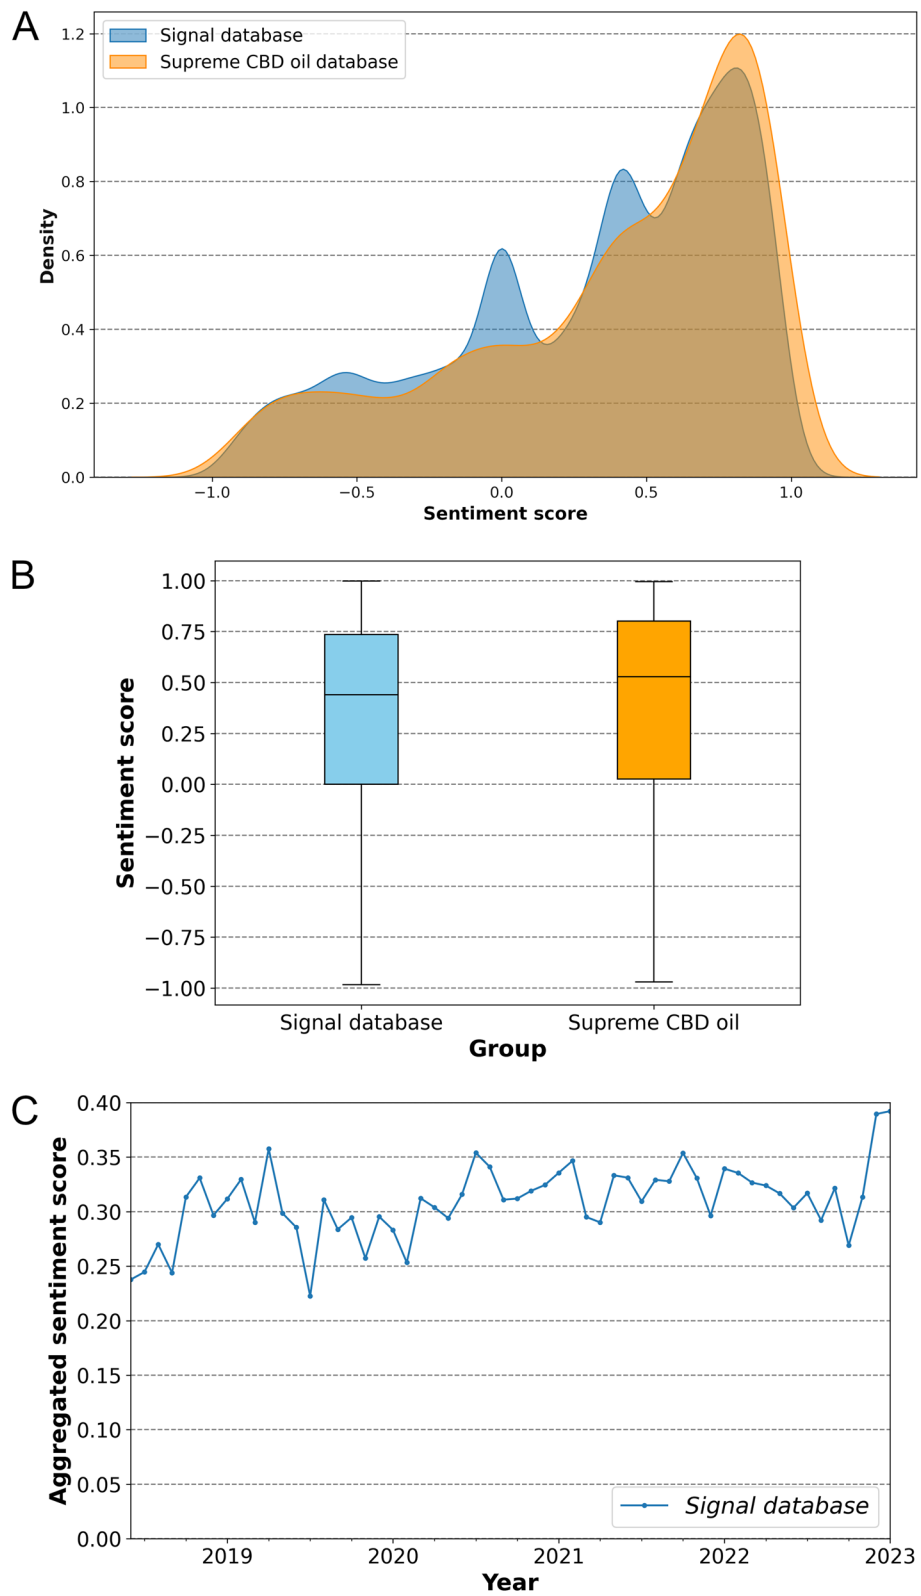 A
Signal database
Supreme CBD oil database
1.2
1.0
0.8
0.6
0.4
0.2
0.0
Density
−1.0 −0.5 0.0 0.5 1.0
Sentiment score
B
1.00
0.75
0.50
0.25
0.00
−0.25
−0.50
−0.75
−1.00
Sentiment score
Signal database Supreme CBD oil
Group
C
0.40
0.35
0.30
0.25
0.20
0.15
0.10
0.05
0.00
Aggregated sentiment score
Signal database
2019 2020 2021 2022 2023
Year